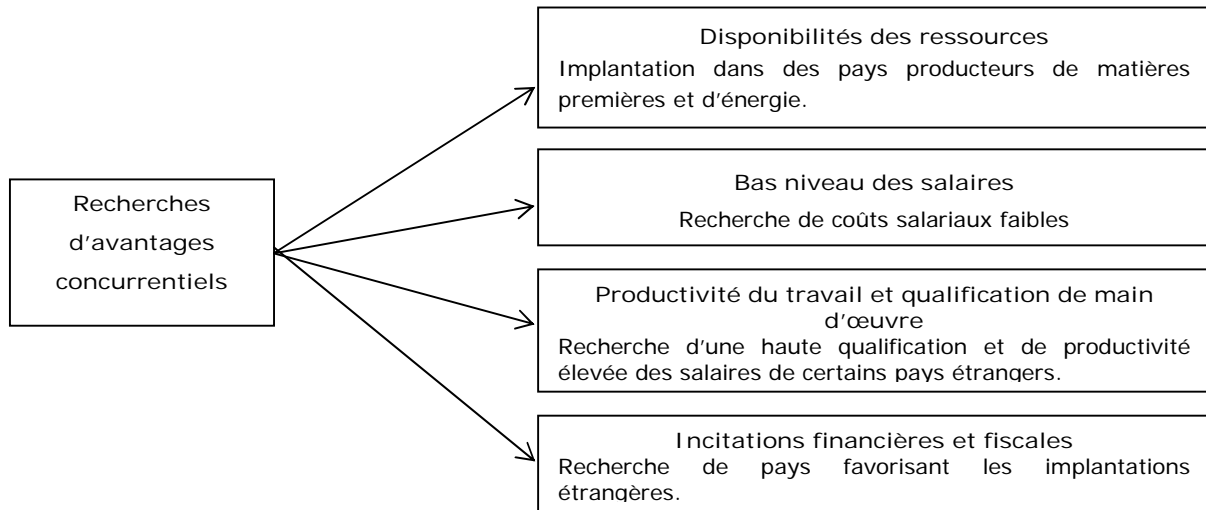 Recherches
d'avantages
concurrentiels
Disponibilités des ressources
Implantation dans des pays producteurs de matières
premières et d'énergie.
Bas niveau des salaires
Recherche de coûts salariaux faibles
Productivité du travail et qualification de main
d'œuvre
Recherche d'une haute qualification et de productivité
élevée des salaires de certains pays étrangers.
Incitations financières et fiscales
Recherche de pays favorisant les implantations
étrangères.